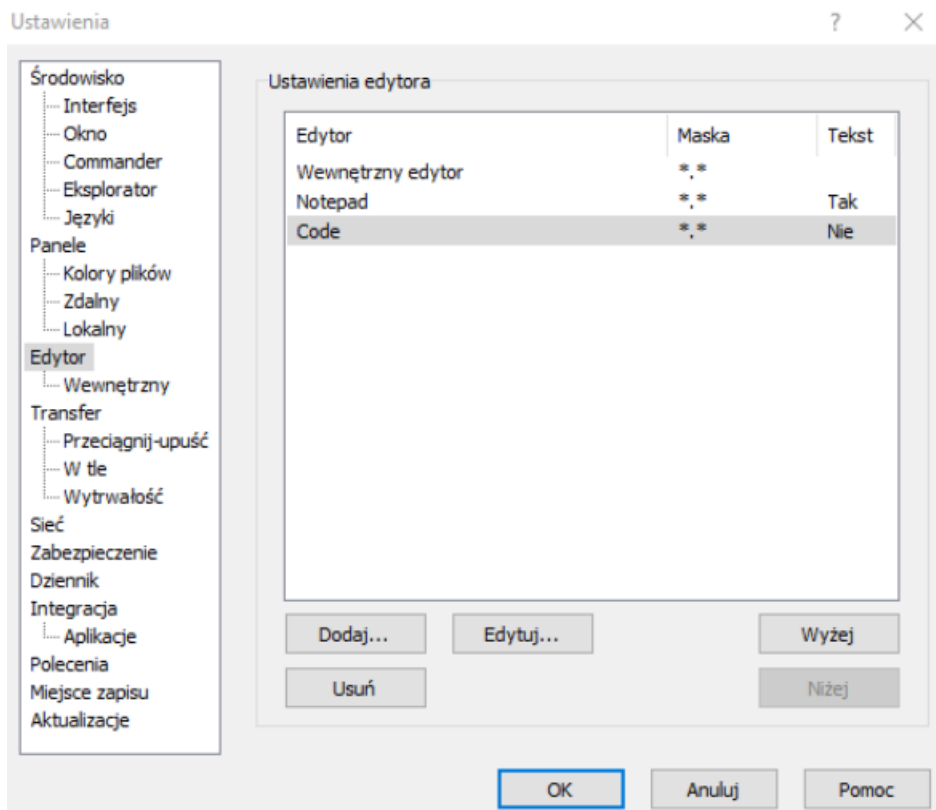 Ustawienia
?
Środowisko
Interfejs
Okno
Commander
Eksplorator
Języki
Panele
Kolory plików
Zdalny
Lokalny
Edytor
Wewnętrzny
Transfer
Przeciągnij-upuść
W tle
Wytrwałość
Sieć
Zabezpieczenie
Dziennik
Integracja
Aplikacje
Polecenia
Miejsce zapisu
Aktualizacje
Ustawienia edytora
Edytor Maska Tekst
Wewnętrzny edytor *.*
Notepad *.* Tak
Code *.* Nie
Dodaj... Edytuj... Wyżej
Usuń Niżej
OK Anuluj Pomoc